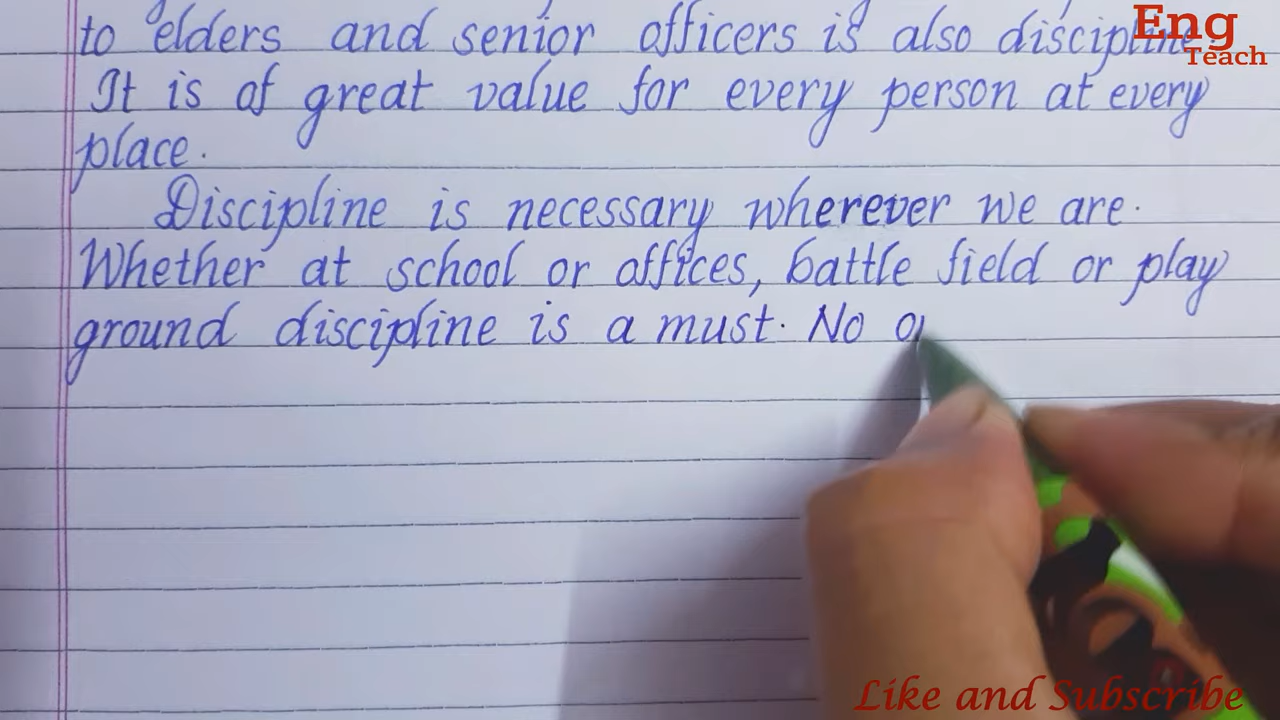 to elders and senior officers is also discipline.
It is of great value for every person at every
place.
Discipline is necessary wherever we are.
Whether at school or offices, battle field or play
ground discipline is a must. No
Eng
Teach
Like and Subscribe